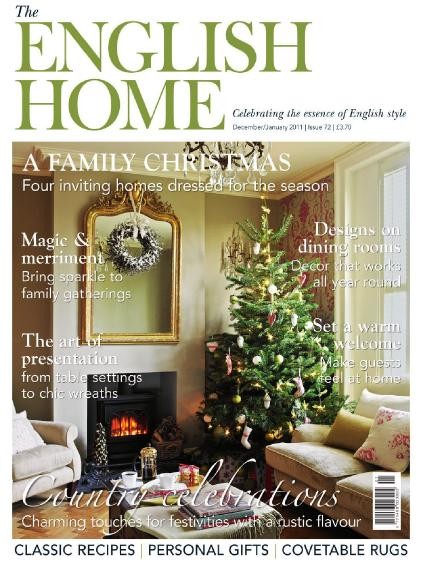 The
ENGLISH
HOME
Celebrating the essence of English style
December/January 2011 | Issue 72 | £3.70
A FAMILY CHRISTMAS
Four inviting homes dressed for the season
Magic &
merriment
Bring sparkle to
family gatherings
Designs on
dining rooms
Decor that works
all year round
The art of
presentation
from table settings
to chic wreaths
Set a warm
welcome
Make guests
feel at home
Country celebrations
Charming touches for festivities with a rustic flavour
CLASSIC RECIPES | PERSONAL GIFTS | COVETABLE RUGS